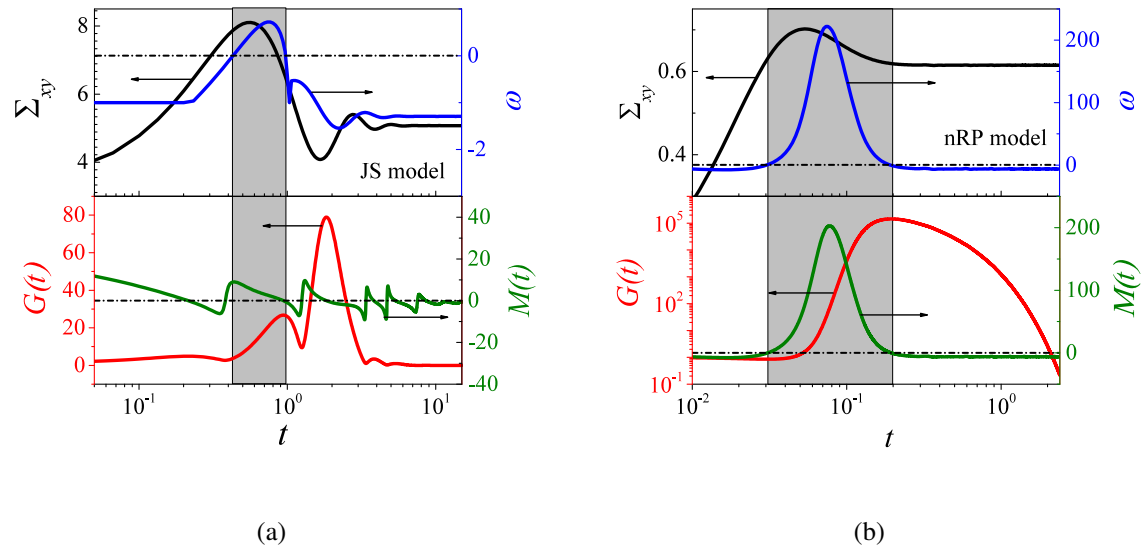 8
6
4
Σxy
0
-2
ω
JS model
80
60
40
20
0
G(t)
40
20
0
-20
-40
M(t)
10⁻¹
10⁰
10¹
t
(a)
0.6
0.4
Σxy
200
100
0
ω
nRP model
10⁵
10²
10⁻¹
G(t)
200
100
0
M(t)
10⁻²
10⁻¹
10⁰
t
(b)